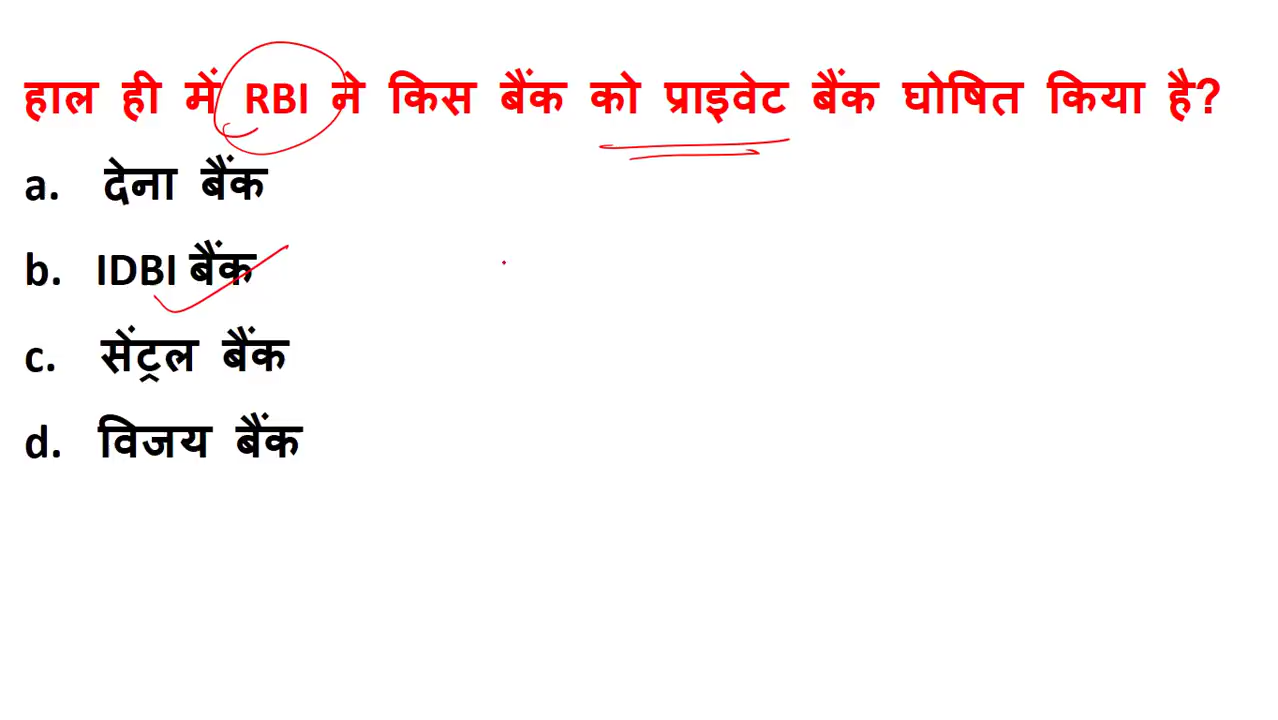 हाल ही में RBI ने किस बैंक को प्राइवेट बैंक घोषित किया है?
a. देना बैंक
b. IDBI बैंक
c. सेंट्रल बैंक
d. विजय बैंक